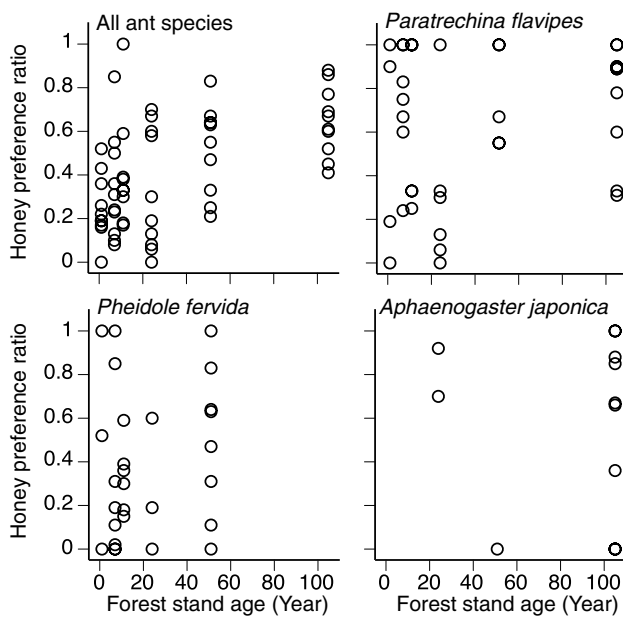 All ant species
Paratrechina flavipes
Honey preference ratio
1
0.8
0.6
0.4
0.2
0
Pheidole fervida
Aphaenogaster japonica
Honey preference ratio
1
0.8
0.6
0.4
0.2
0
0 20 40 60 80 100
0 20 40 60 80 100
Forest stand age (Year)
Forest stand age (Year)